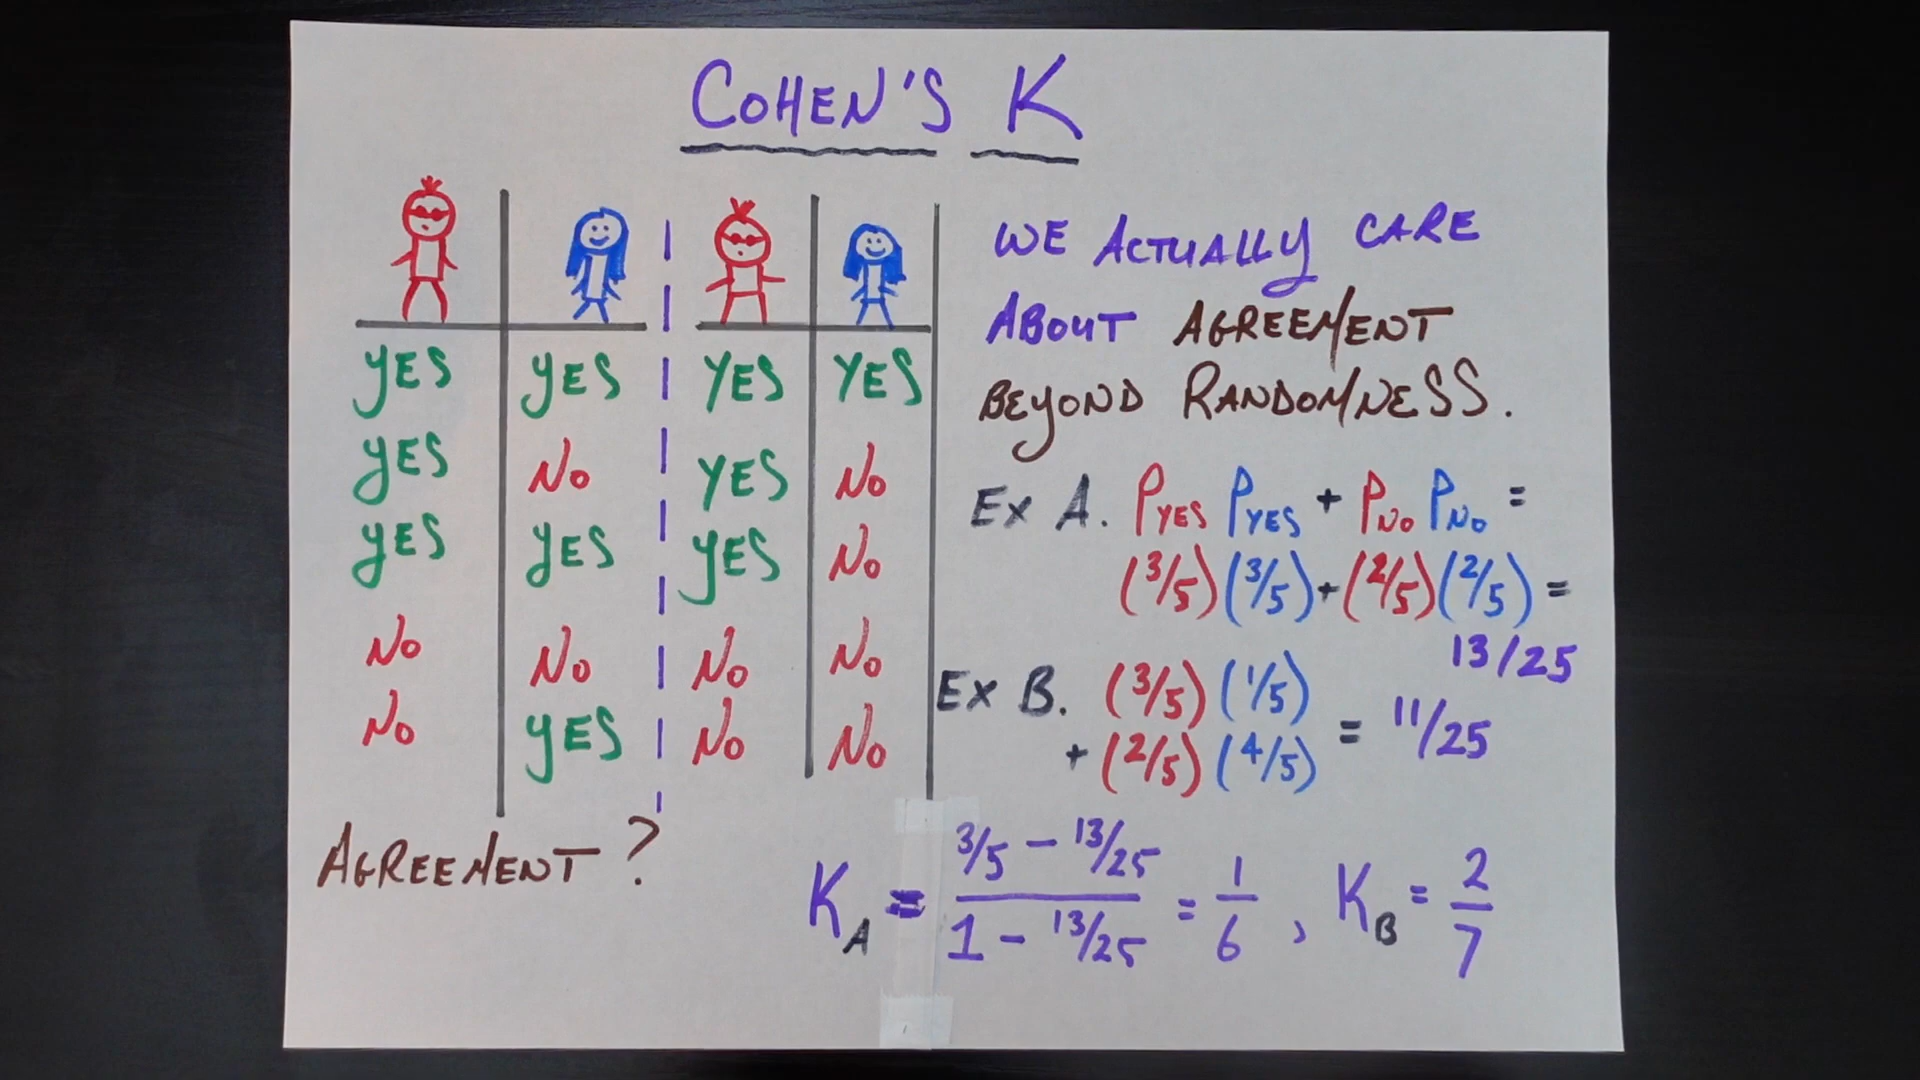 COHEN'S K
YES YES YES YES
YES NO YES NO
YES YES YES NO
NO NO NO NO
NO YES NO NO
AGREEMENT?
WE ACTUALLY CARE
ABOUT AGREEMENT
BEYOND RANDOMNESS.
EX A. PYES PYES + PNO PNO =
(3/5)(3/5)+(2/5)(2/5) =
13/25
EX B. (3/5)(1/5)
+(2/5)(4/5) = 11/25
KA = (3/5 - 13/25)/(1 - 13/25) = 1/6, KB = 2/7